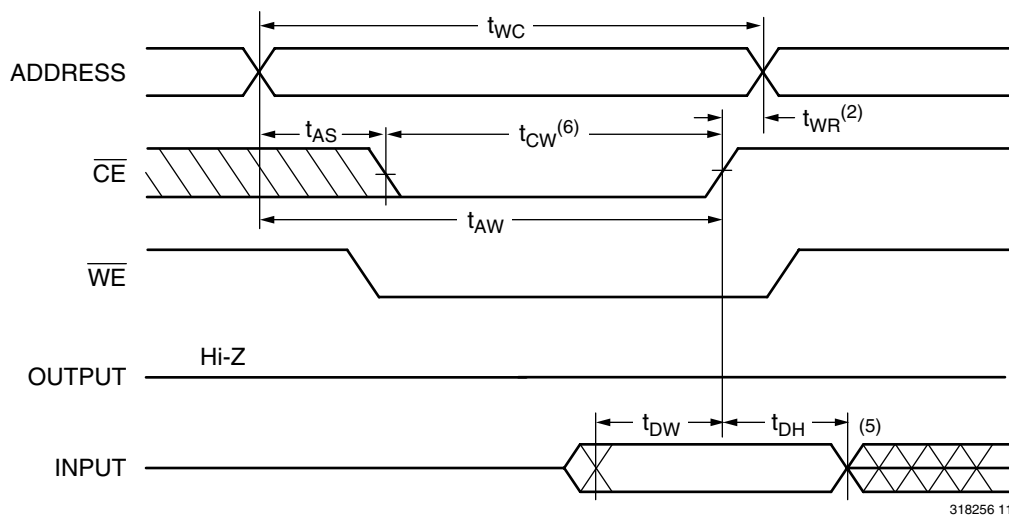 tWC
ADDRESS
tAS
tCW(6)
tWR(2)
CE
tAW
WE
Hi-Z
OUTPUT
tDW
tDH
(5)
INPUT
318256 11